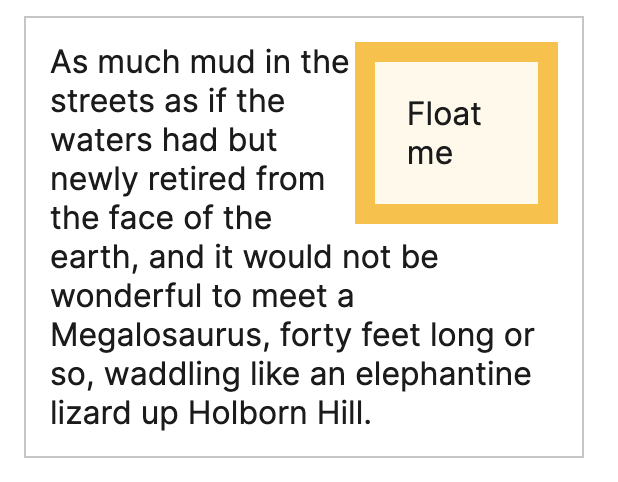 As much mud in the
streets as if the
waters had but
newly retired from
the face of the
earth, and it would not be
wonderful to meet a
Megalosaurus, forty feet long or
so, waddling like an elephantine
lizard up Holborn Hill.
Float
me